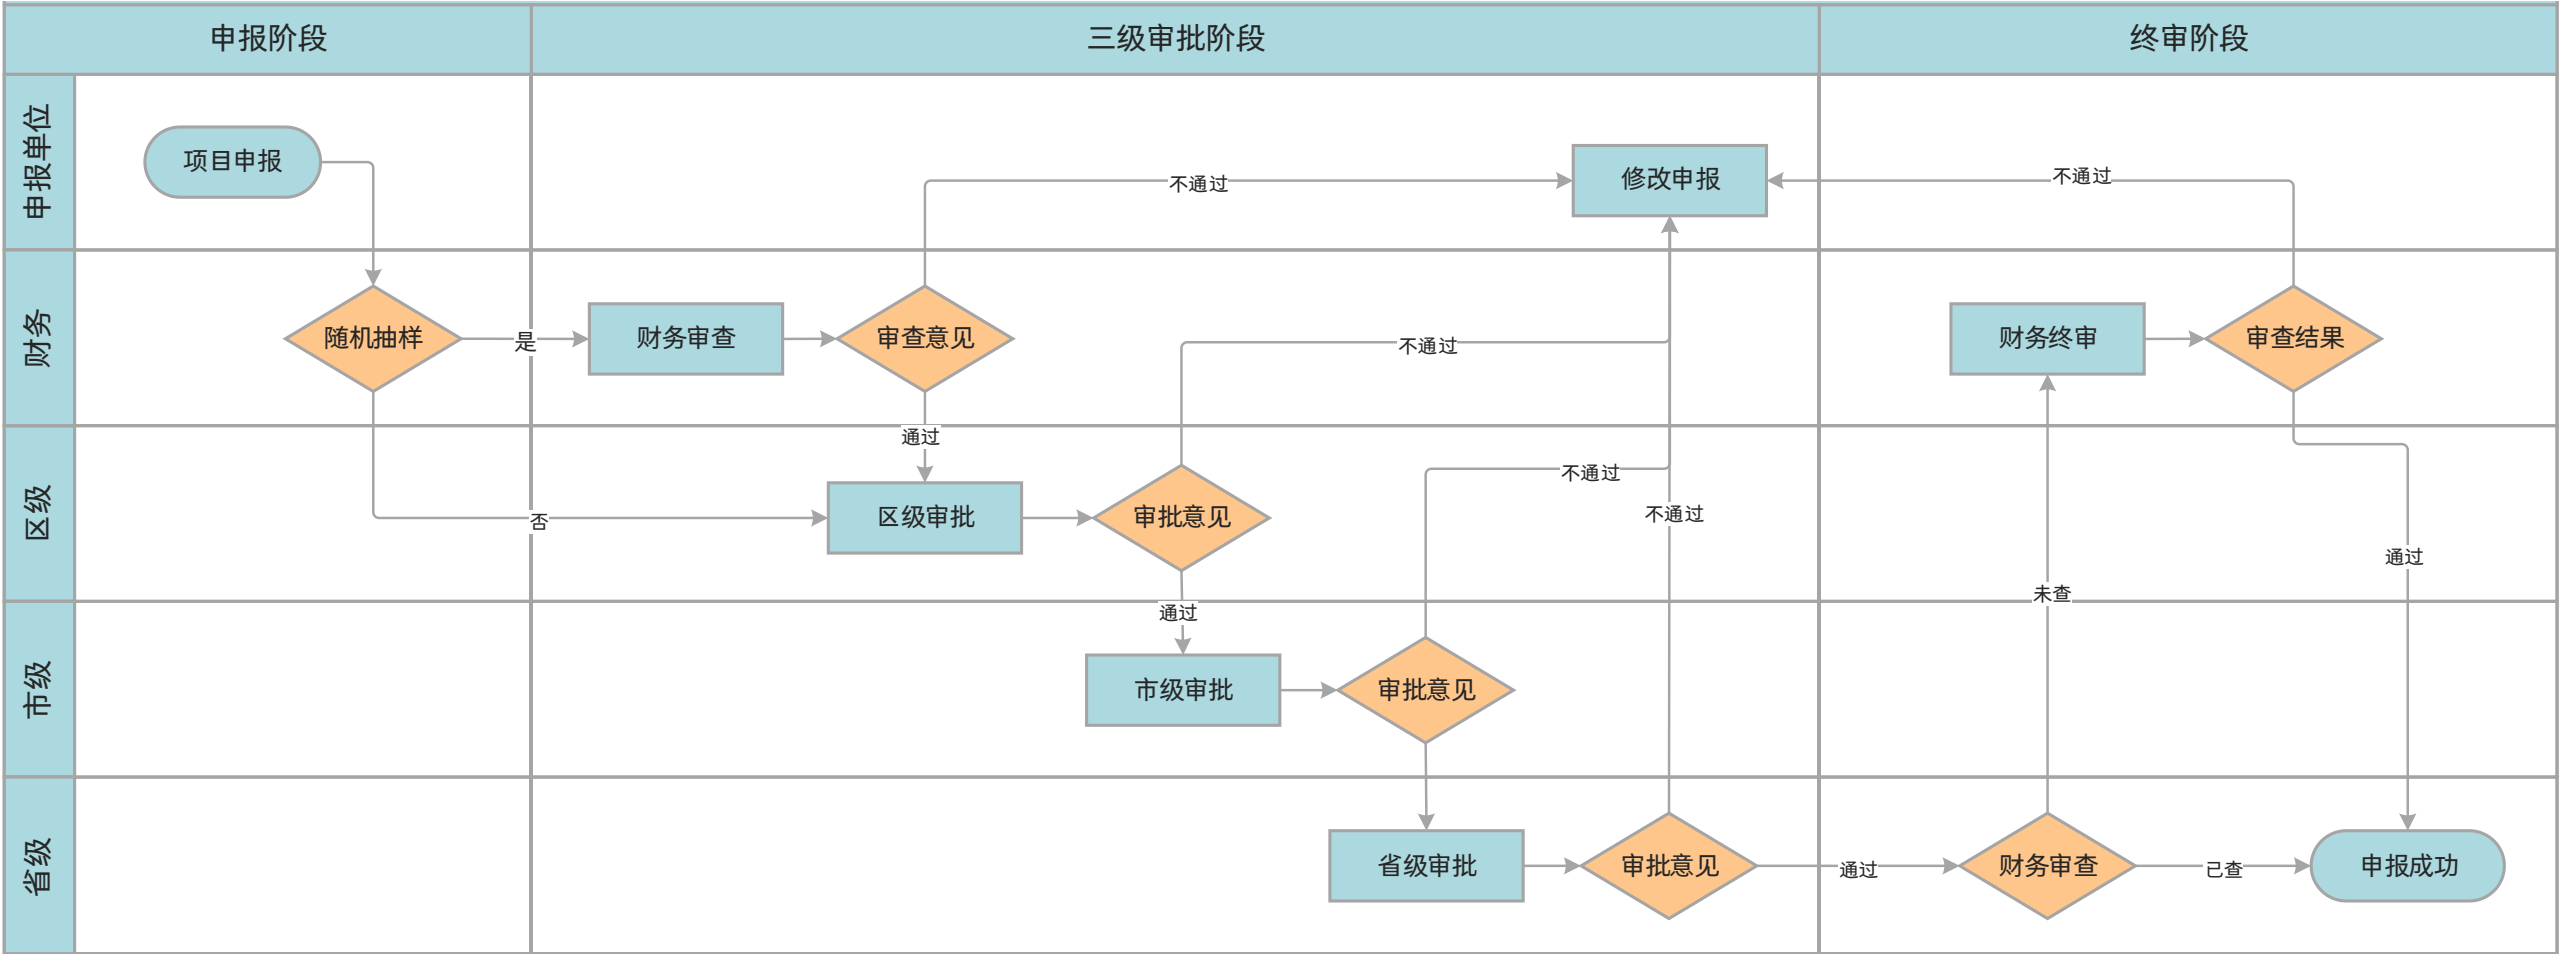 申报阶段
三级审批阶段
终审阶段
申报单位
项目申报
修改申报
不通过
不通过
财务
随机抽样
是
财务审查
审查意见
不通过
财务终审
审查结果
通过
区级
不通过
否
区级审批
审批意见
不通过
通过
未查
通过
市级
市级审批
审批意见
省级
省级审批
审批意见
通过
财务审查
已查
申报成功